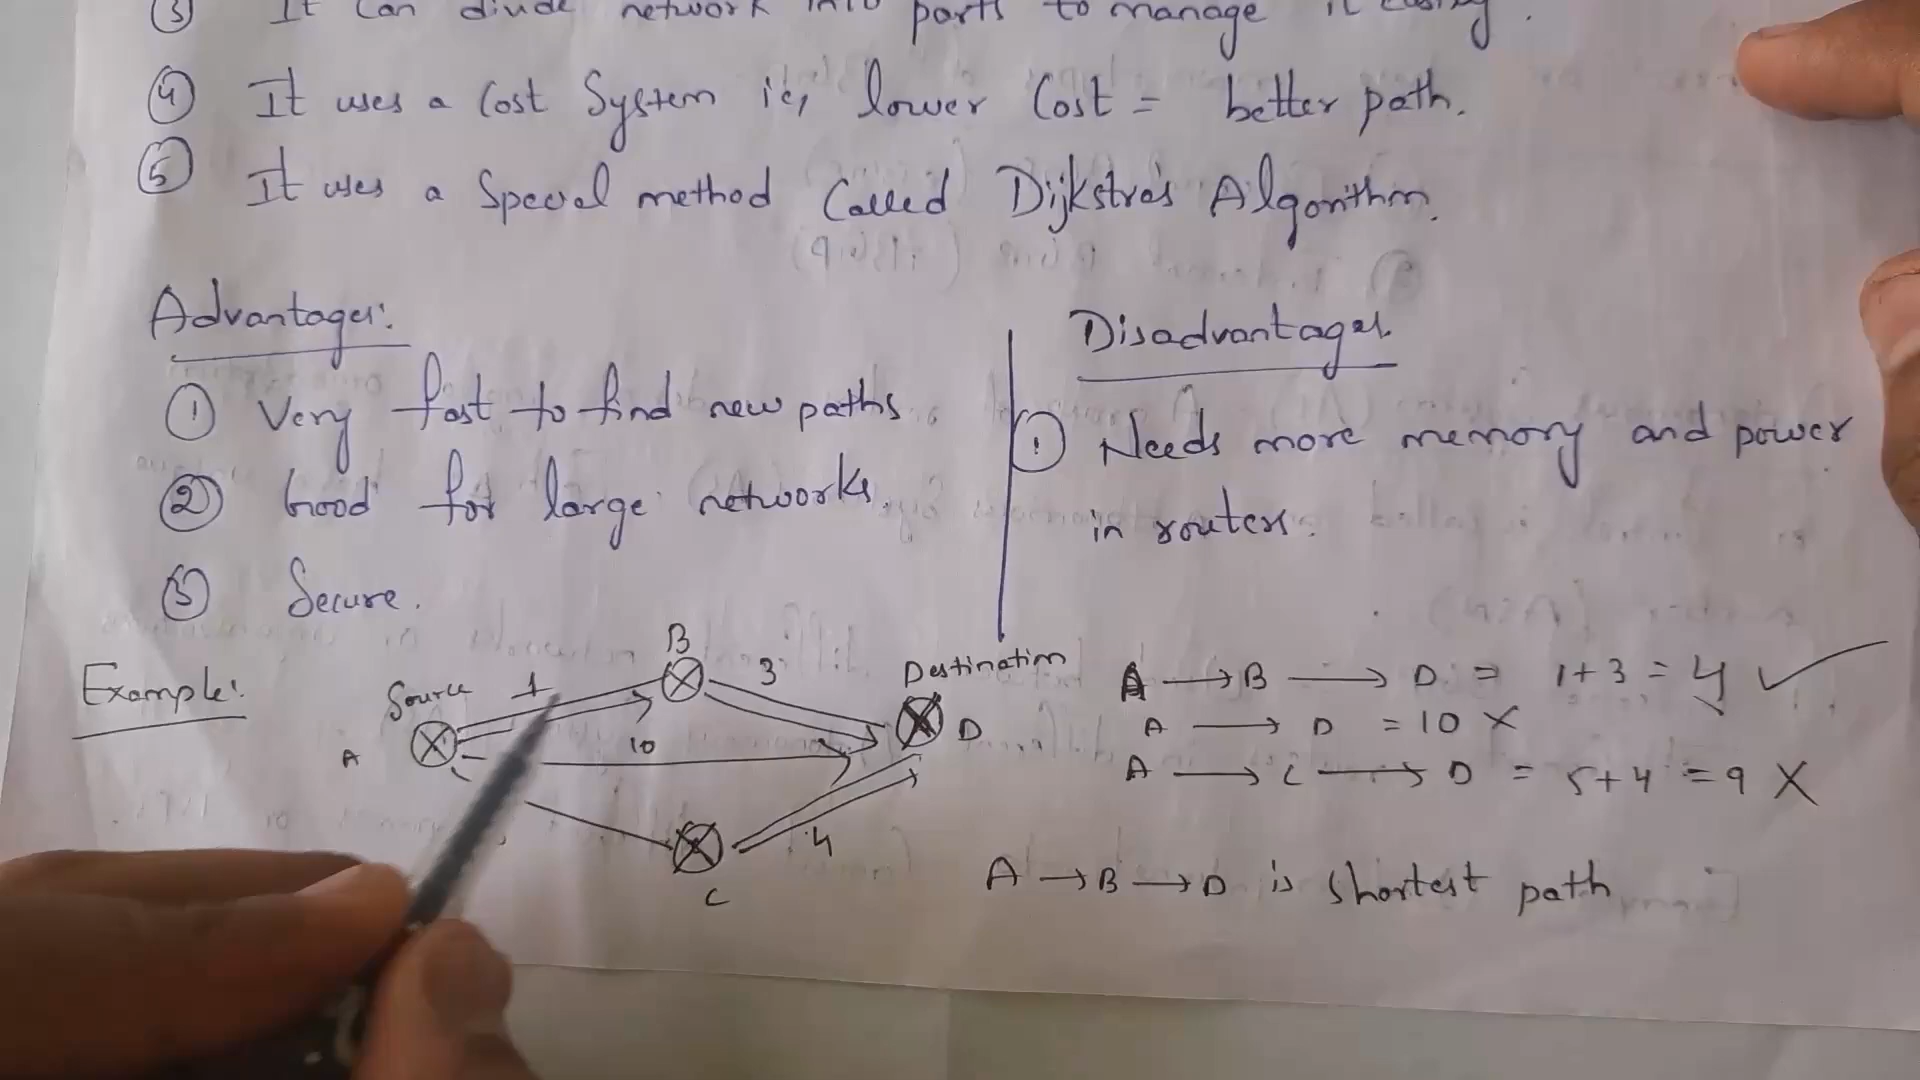 ③ It can divide network into parts to manage it easily.
④ It uses a Cost System ie, lower Cost = better path.
⑤ It uses a Special method Called Dijkstra's Algorithm.
Advantages:
① Very fast to find new paths.
② Good for large networks.
③ Secure.
Disadvantages.
① Needs more memory and power
in routers.
Example:
Source
A
1
B
3
Destination
D
10
4
C
A → B → D = 1+3 = 4 ✓
A → D = 10 X
A → C → D = 5+4 = 9 X
A → B → D is shortest path